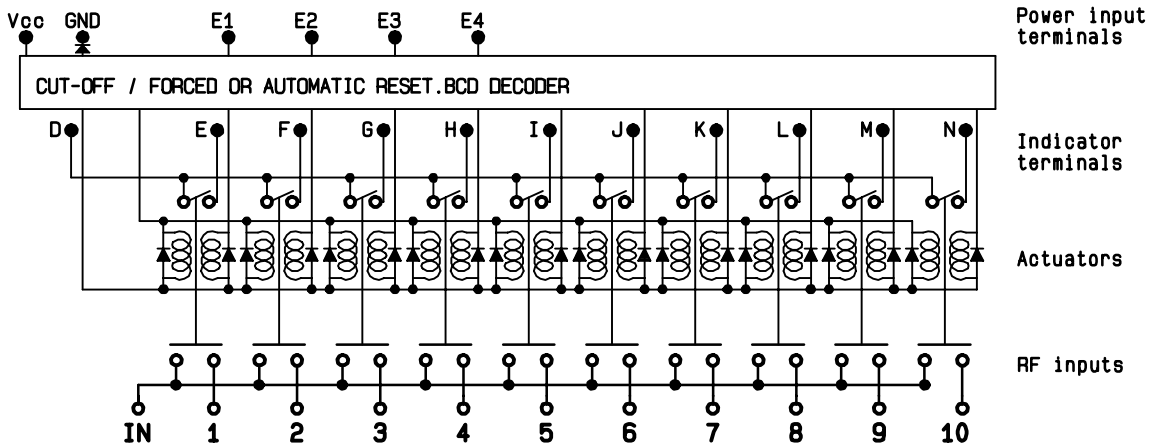 Vcc GND E1 E2 E3 E4 Power input
terminals
CUT-OFF / FORCED OR AUTOMATIC RESET.BCD DECODER
D E F G H I J K L M N Indicator
terminals
Actuators
RF inputs
IN 1 2 3 4 5 6 7 8 9 10